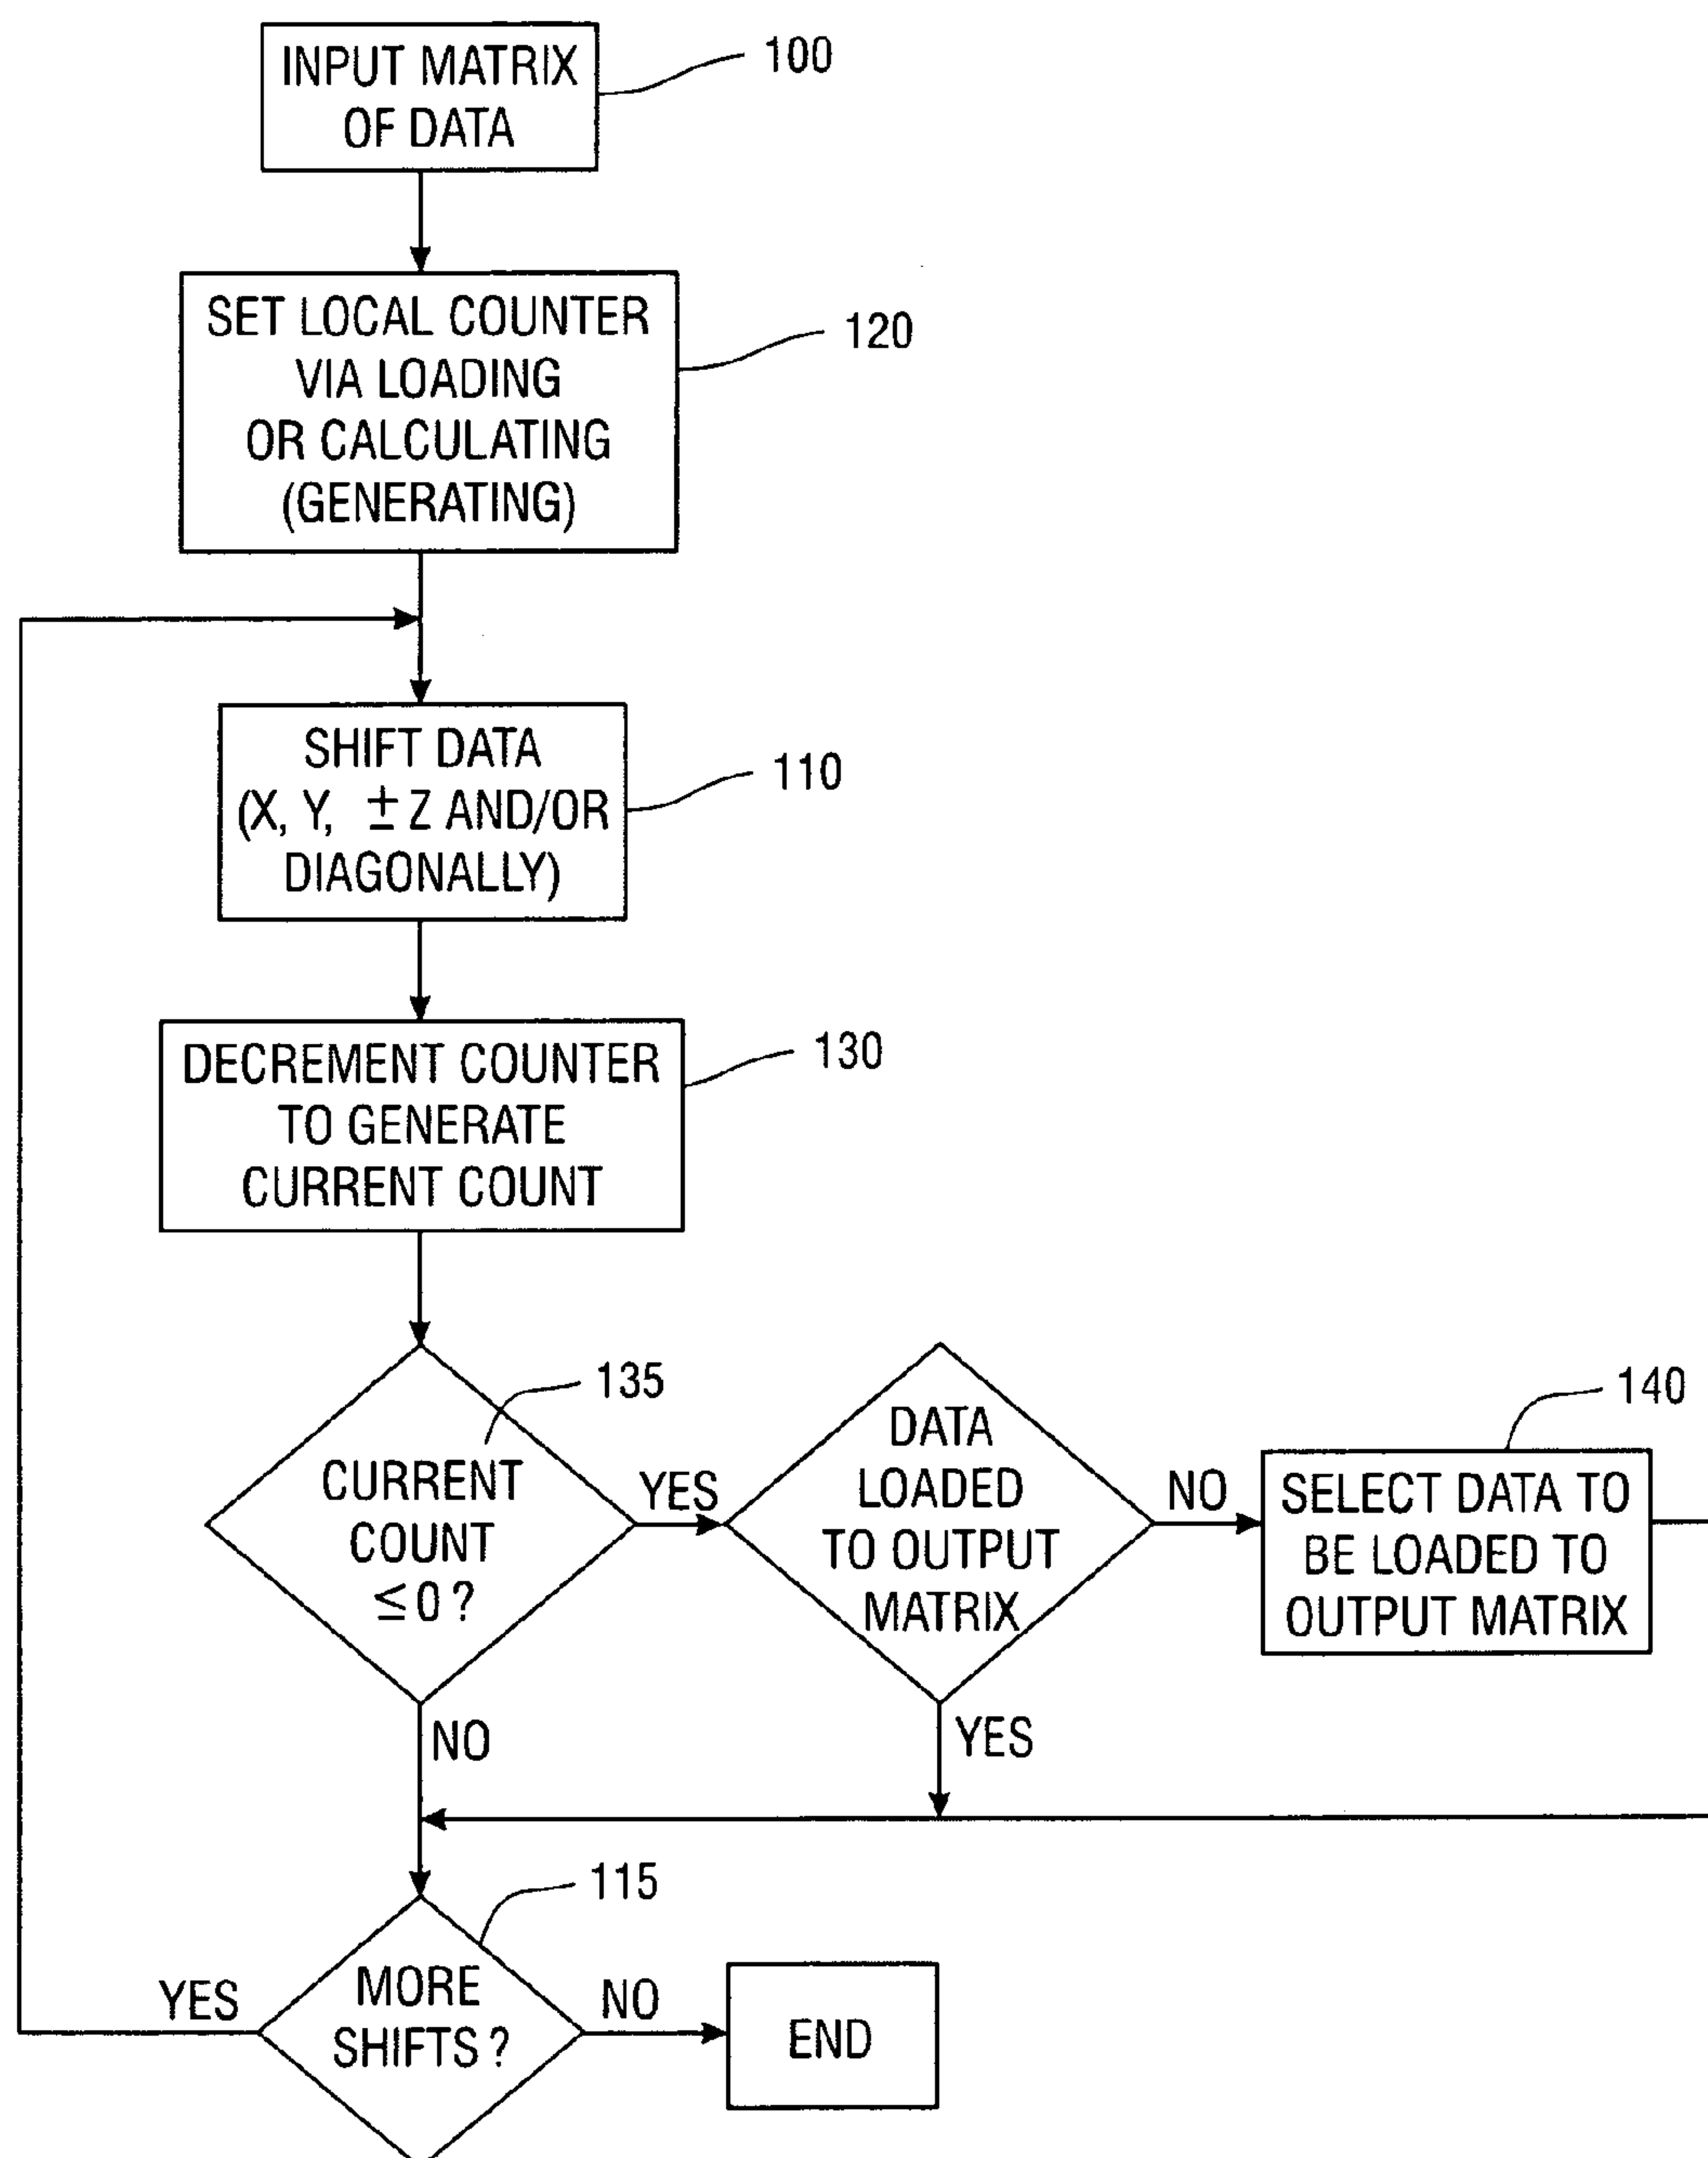 INPUT MATRIX
OF DATA
100
SET LOCAL COUNTER
VIA LOADING
OR CALCULATING
(GENERATING)
120
SHIFT DATA
(X, Y, ±Z AND/OR
DIAGONALLY)
110
DECREMENT COUNTER
TO GENERATE
CURRENT COUNT
130
135
CURRENT
COUNT
≤0?
YES
NO
DATA
LOADED
TO OUTPUT
MATRIX
NO
YES
140
SELECT DATA TO
BE LOADED TO
OUTPUT MATRIX
115
MORE
SHIFTS?
YES
NO
END